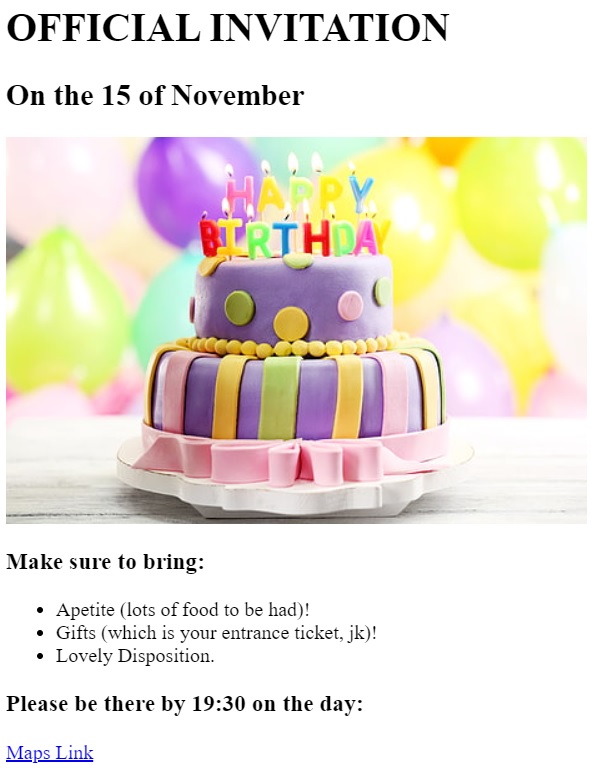 OFFICIAL INVITATION
On the 15 of November
HAPPY
BIRTHDAY
Make sure to bring:
Apetite (lots of food to be had)!
Gifts (which is your entrance ticket, jk)!
Lovely Disposition.
Please be there by 19:30 on the day:
Maps Link